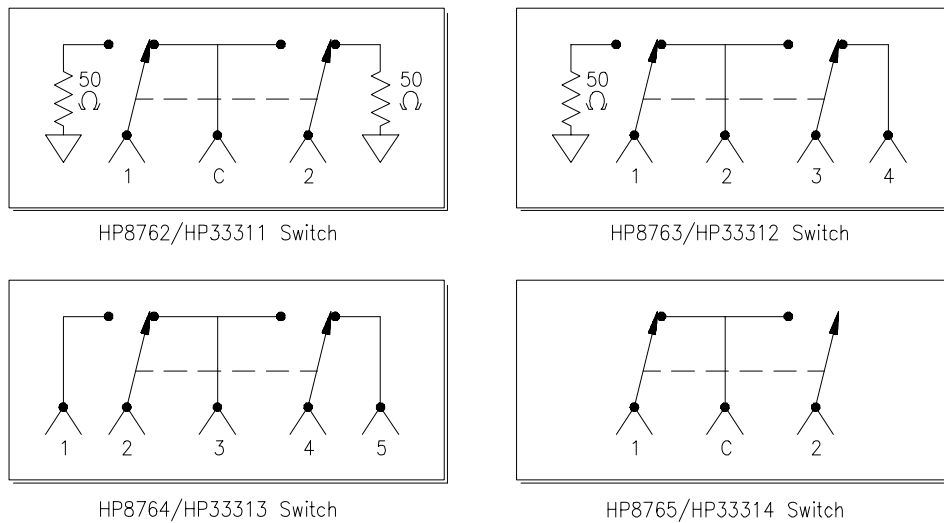 50
Ω
50
Ω
1 C 2
HP8762/HP33311 Switch
50
Ω
1 2 3 4
HP8763/HP33312 Switch
1 2 3 4 5
HP8764/HP33313 Switch
1 C 2
HP8765/HP33314 Switch